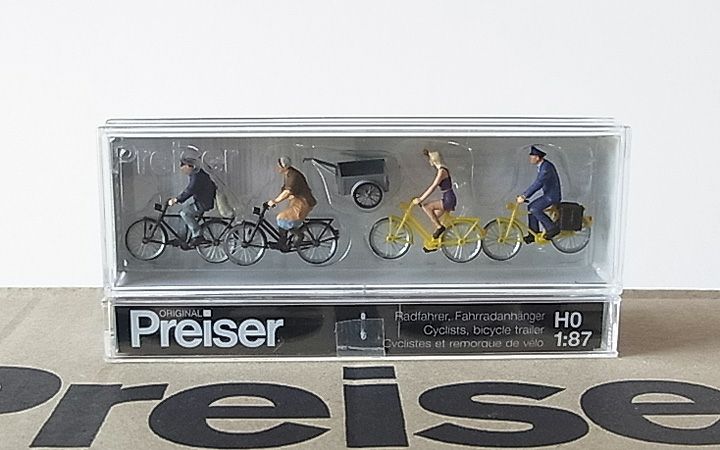 Preiser
ORIGINAL
Preiser
Radfahrer, Fahrradanhänger
Cyclists, bicycle trailer
Cyclistes et remorque de vélo
H0
1:87
Preise